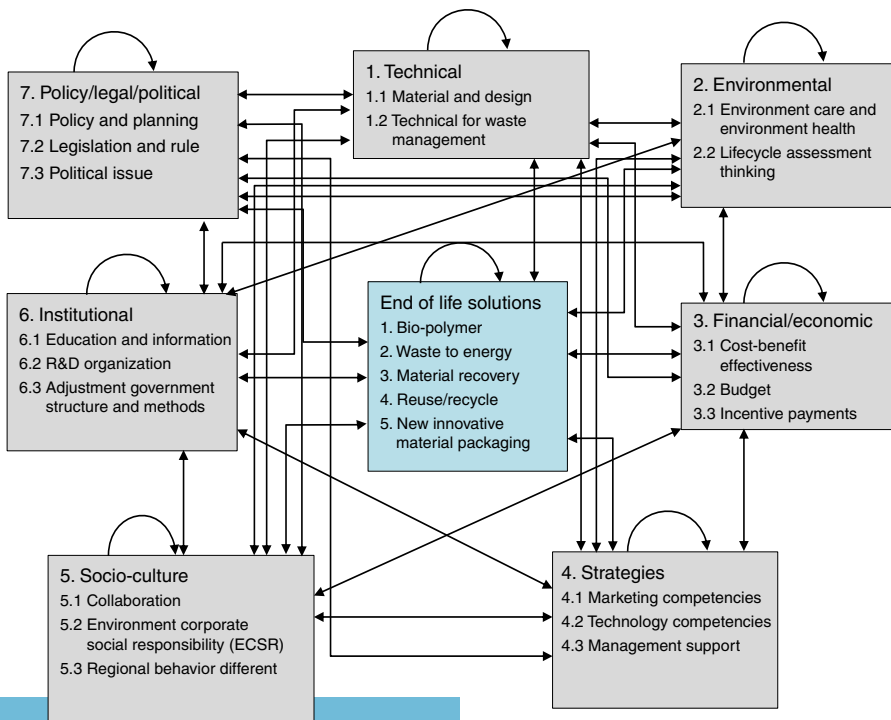 7. Policy/legal/political
7.1 Policy and planning
7.2 Legislation and rule
7.3 Political issue
1. Technical
1.1 Material and design
1.2 Technical for waste
management
2. Environmental
2.1 Environment care and
environment health
2.2 Lifecycle assessment
thinking
6. Institutional
6.1 Education and information
6.2 R&D organization
6.3 Adjustment government
structure and methods
End of life solutions
1. Bio-polymer
2. Waste to energy
3. Material recovery
4. Reuse/recycle
5. New innovative
material packaging
3. Financial/economic
3.1 Cost-benefit
effectiveness
3.2 Budget
3.3 Incentive payments
5. Socio-culture
5.1 Collaboration
5.2 Environment corporate
social responsibility (ECSR)
5.3 Regional behavior different
4. Strategies
4.1 Marketing competencies
4.2 Technology competencies
4.3 Management support